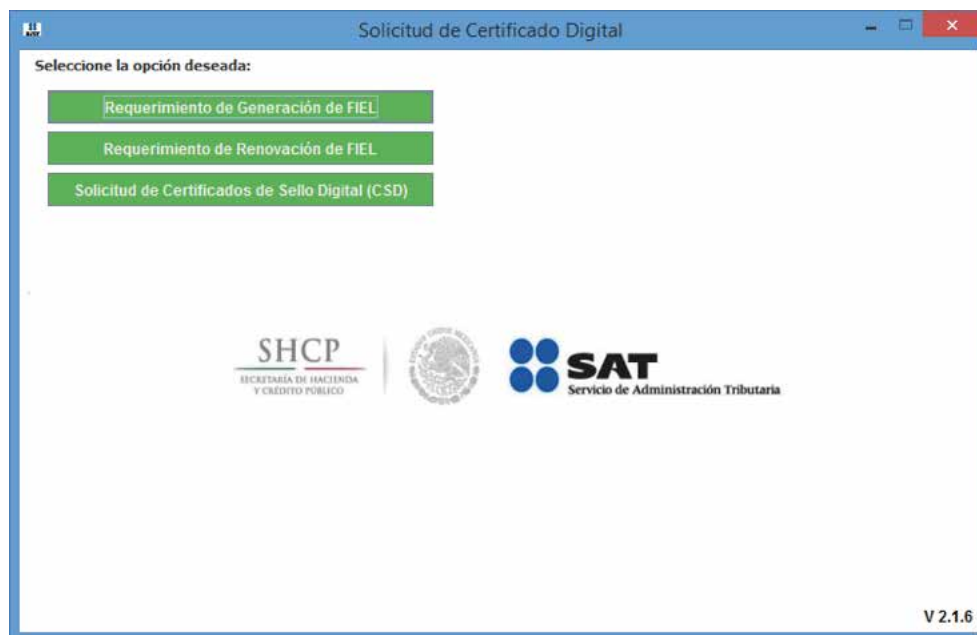 Solicitud de Certificado Digital
Seleccione la opción deseada:
Requerimiento de Generación de FIEL
Requerimiento de Renovación de FIEL
Solicitud de Certificados de Sello Digital (CSD)
SHCP
SECRETARÍA DE HACIENDA
Y CRÉDITO PÚBLICO
SAT
Servicio de Administración Tributaria
V 2.1.6